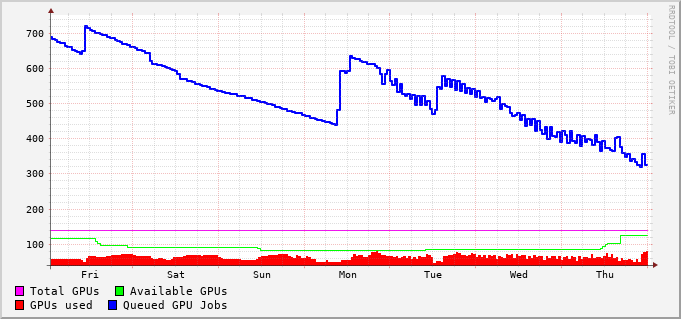 700
600
500
400
300
200
100
Fri Sat Sun Mon Tue Wed Thu
RRDTOOL / TOBI OETIKER
Total GPUs Available GPUs
GPUs used Queued GPU Jobs